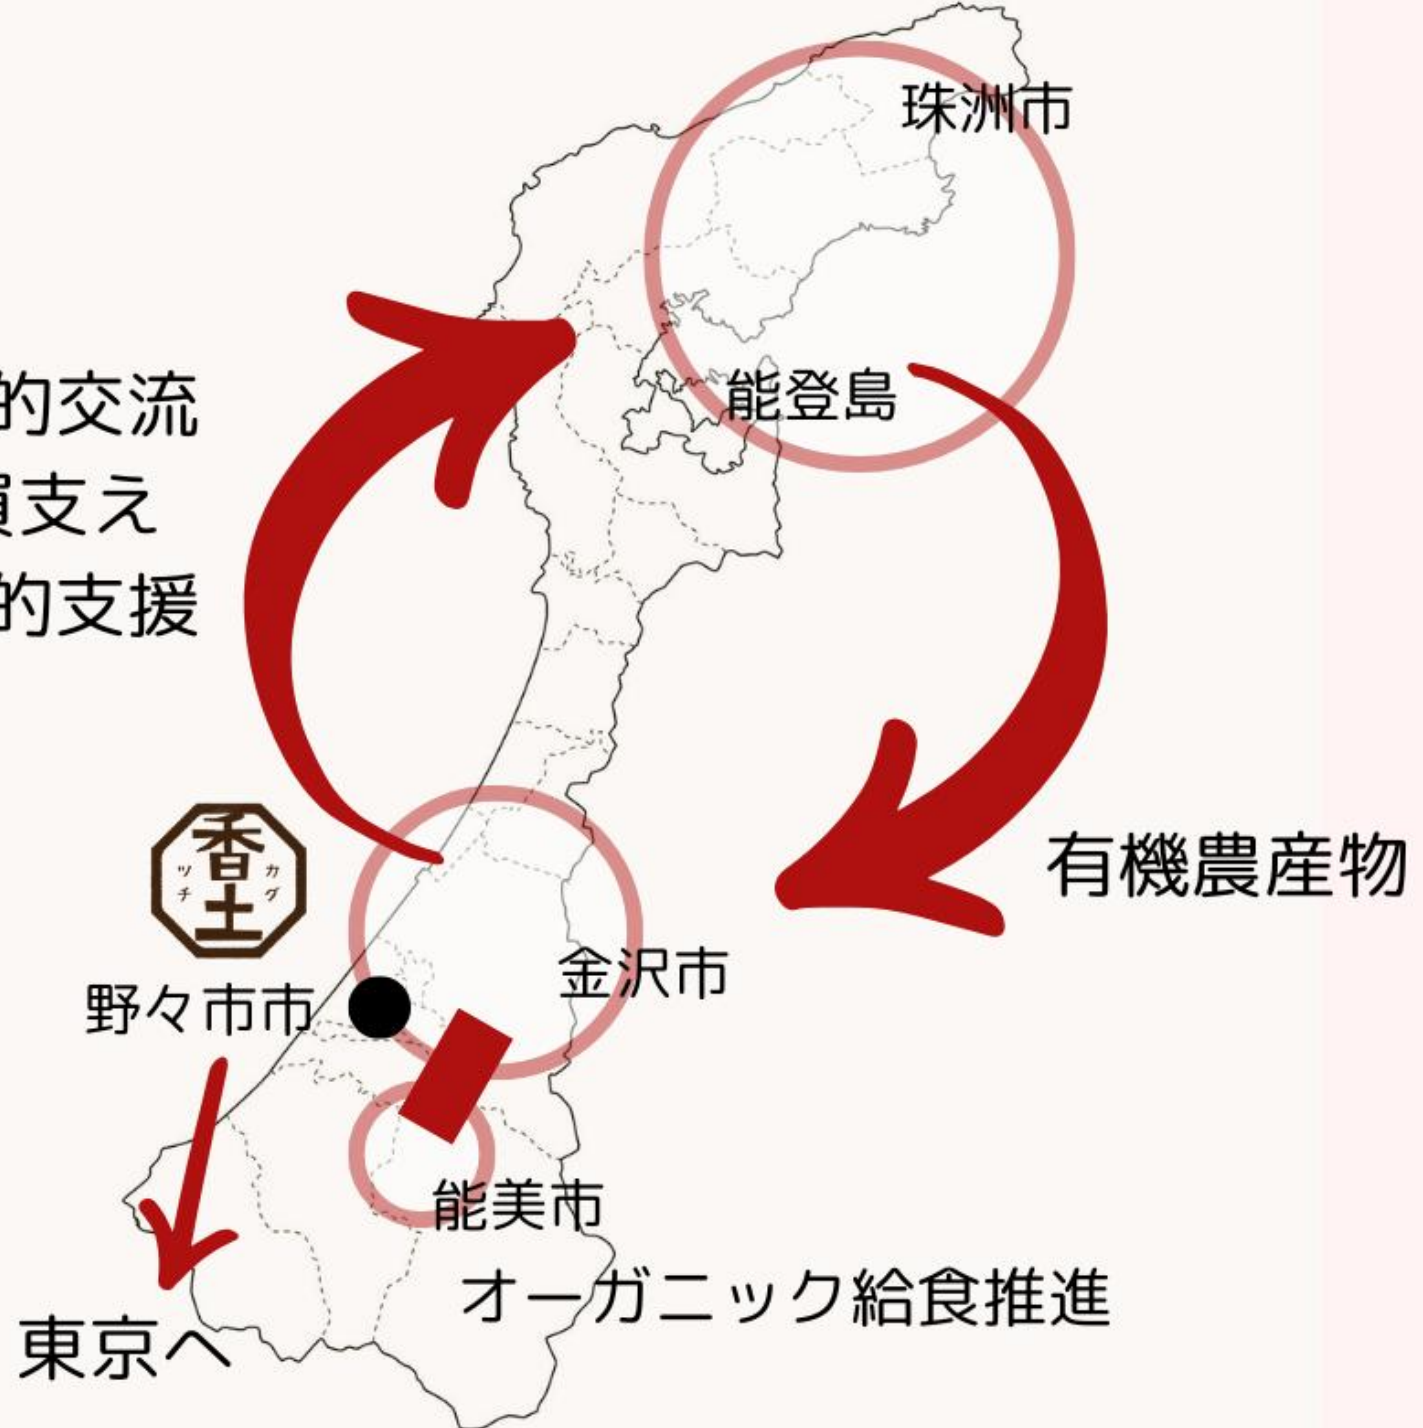 珠洲市
能登島
的交流
買支え
的支援
有機農産物
香土
カグ
ツチ
金沢市
野々市市
能美市
オーガニック給食推進
東京へ